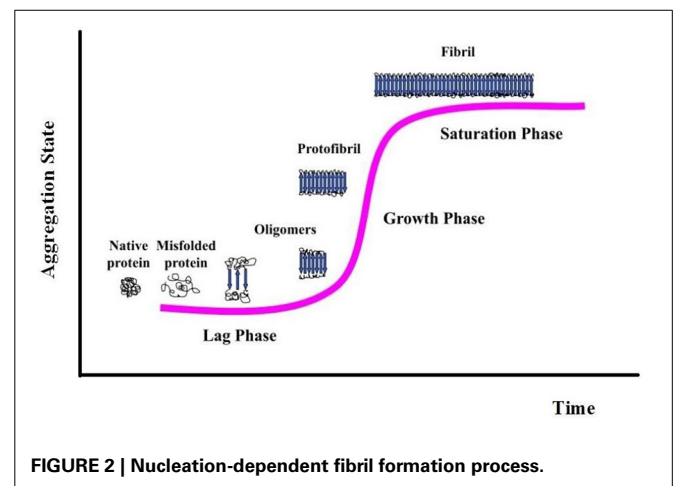 Fibril
Saturation Phase
Protofibril
Growth Phase
Oligomers
Native Misfolded
protein protein
Lag Phase
Aggregation State
Time
FIGURE 2 | Nucleation-dependent fibril formation process.